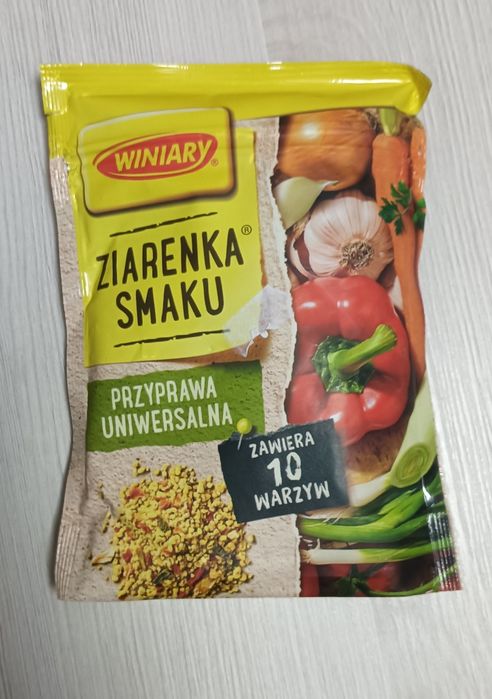 WINIARY®
ZIARENKA®
SMAKU
PRZYPRAWA
UNIWERSALNA
ZAWIERA
10
WARZYW